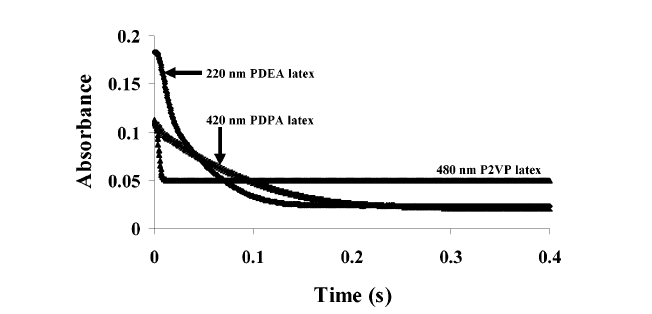 0.2
220 nm PDEA latex
0.15
420 nm PDPA latex
0.1
480 nm P2VP latex
0.05
0
Absorbance
0 0.1 0.2 0.3 0.4
Time (s)